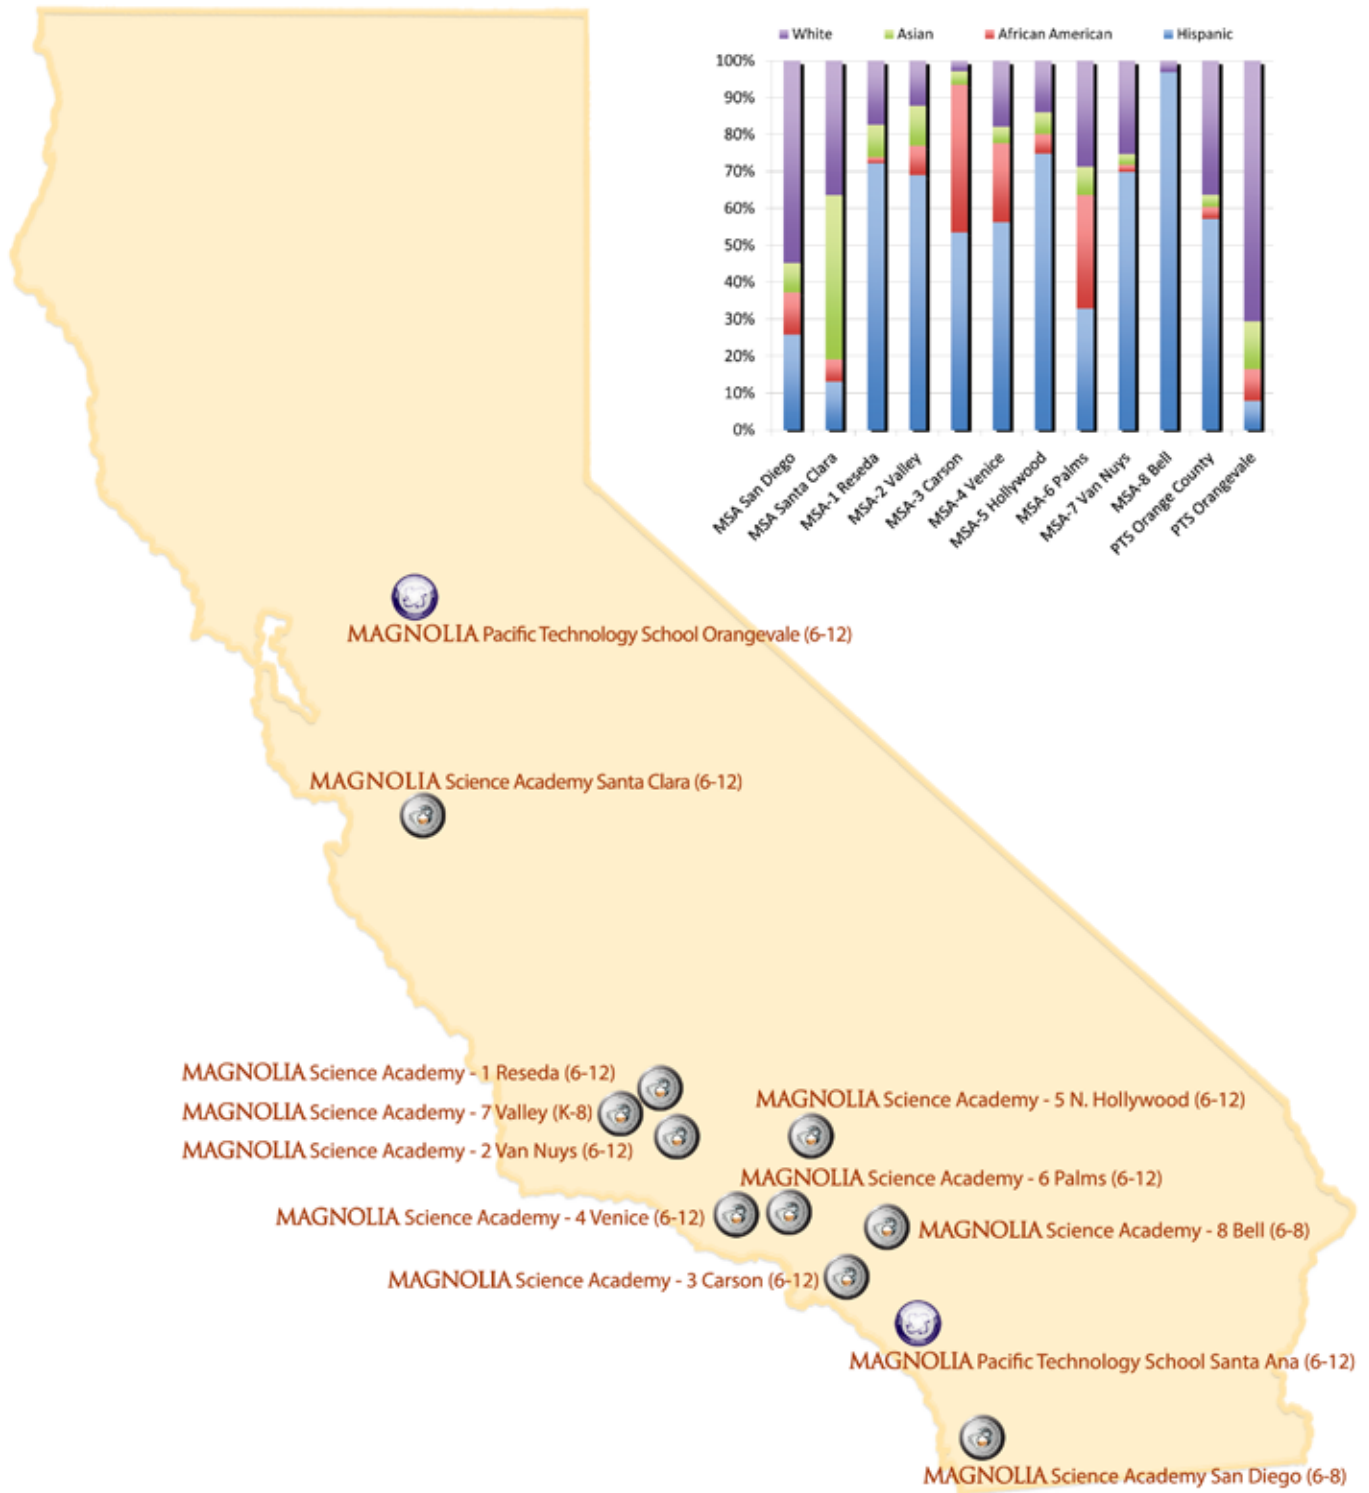 White Asian African American Hispanic
100%
90%
80%
70%
60%
50%
40%
30%
20%
10%
0%
MSA San Diego
MSA Santa Clara
MSA-1 Reseda
MSA-2 Valley
MSA-3 Carson
MSA-4 Venice
MSA-5 Hollywood
MSA-6 Palms
MSA-7 Van Nuys
MSA-8 Bell
PTS Orange County
PTS Orangevale
MAGNOLIA Pacific Technology School Orangevale (6-12)
MAGNOLIA Science Academy Santa Clara (6-12)
MAGNOLIA Science Academy - 1 Reseda (6-12)
MAGNOLIA Science Academy - 5 N. Hollywood (6-12)
MAGNOLIA Science Academy - 7 Valley (K-8)
MAGNOLIA Science Academy - 2 Van Nuys (6-12)
MAGNOLIA Science Academy - 6 Palms (6-12)
MAGNOLIA Science Academy - 4 Venice (6-12)
MAGNOLIA Science Academy - 8 Bell (6-8)
MAGNOLIA Science Academy - 3 Carson (6-12)
MAGNOLIA Pacific Technology School Santa Ana (6-12)
MAGNOLIA Science Academy San Diego (6-8)